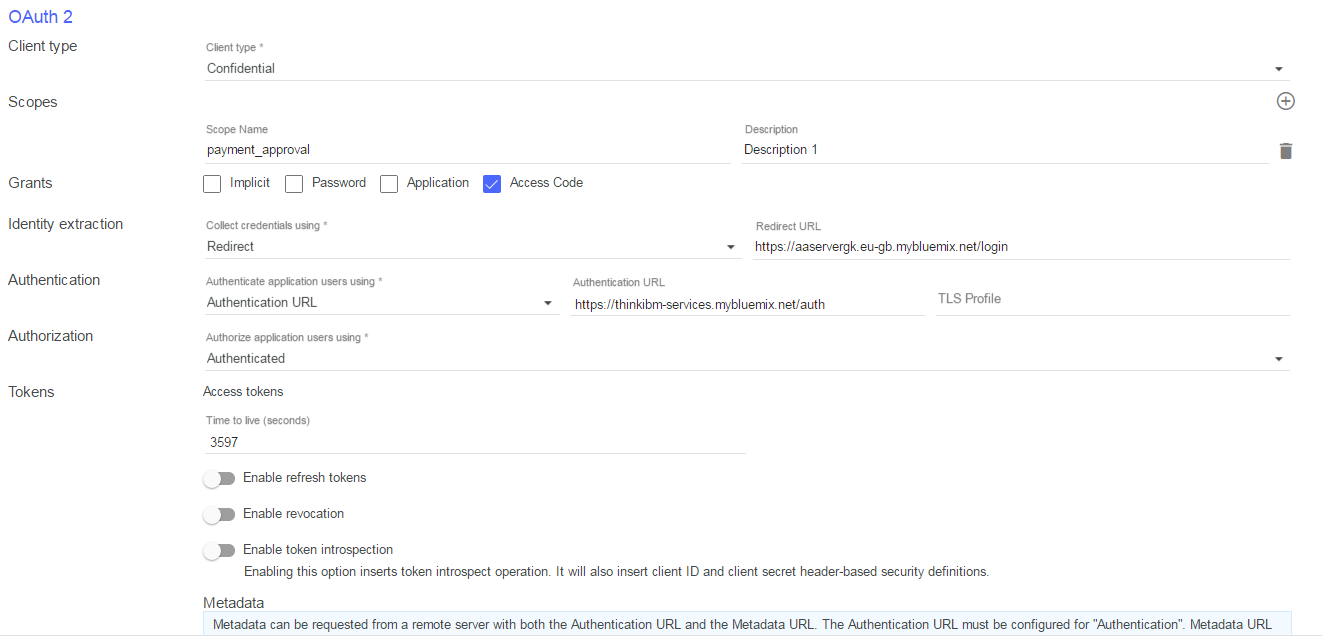 OAuth 2
Client type
Client type *
Confidential
Scopes
Scope Name
Description
payment_approval
Description 1
Grants
Implicit
Password
Application
Access Code
Identity extraction
Collect credentials using *
Redirect URL
Redirect
https://aaservergk.eu-gb.mybluemix.net/login
Authentication
Authenticate application users using *
Authentication URL
Authentication URL
https://thinkibm-services.mybluemix.net/auth
TLS Profile
Authorization
Authorize application users using *
Authenticated
Tokens
Access tokens
Time to live (seconds)
3597
Enable refresh tokens
Enable revocation
Enable token introspection
Enabling this option inserts token introspect operation. It will also insert client ID and client secret header-based security definitions.
Metadata
Metadata can be requested from a remote server with both the Authentication URL and the Metadata URL. The Authentication URL must be configured for "Authentication". Metadata URL